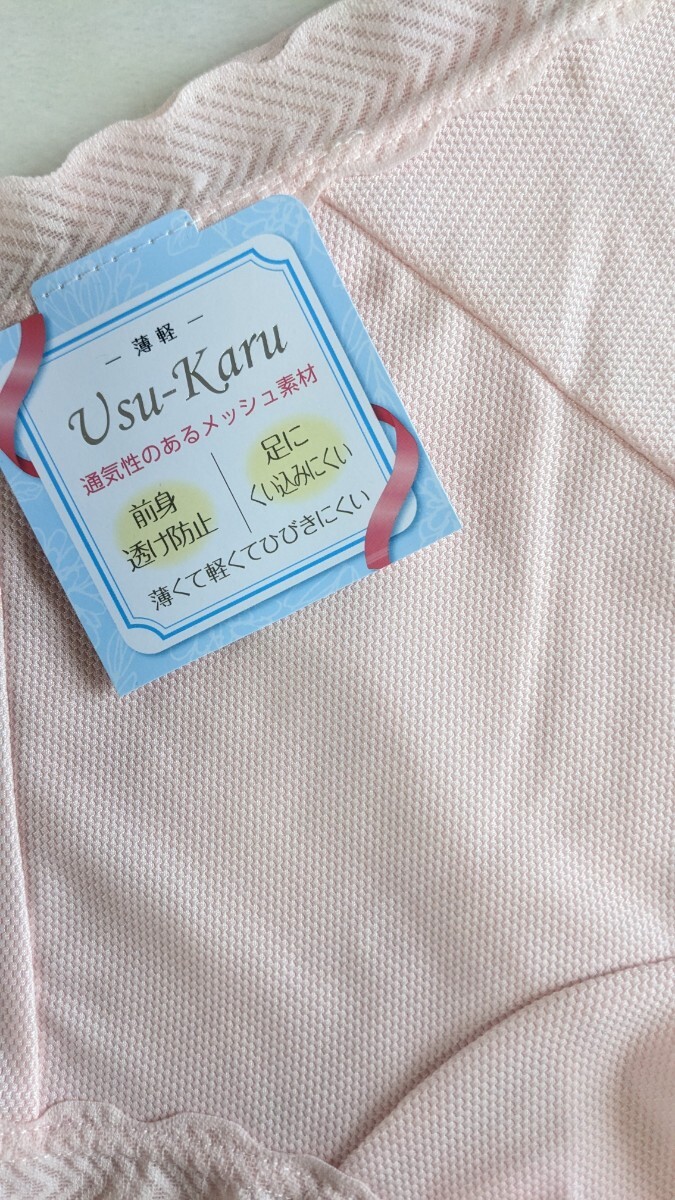 — 薄軽 —
Usu-Karu
通気性のあるメッシュ素材
前身
透け防止
足に
くい込みにくい
薄くて軽くてひびきにくい